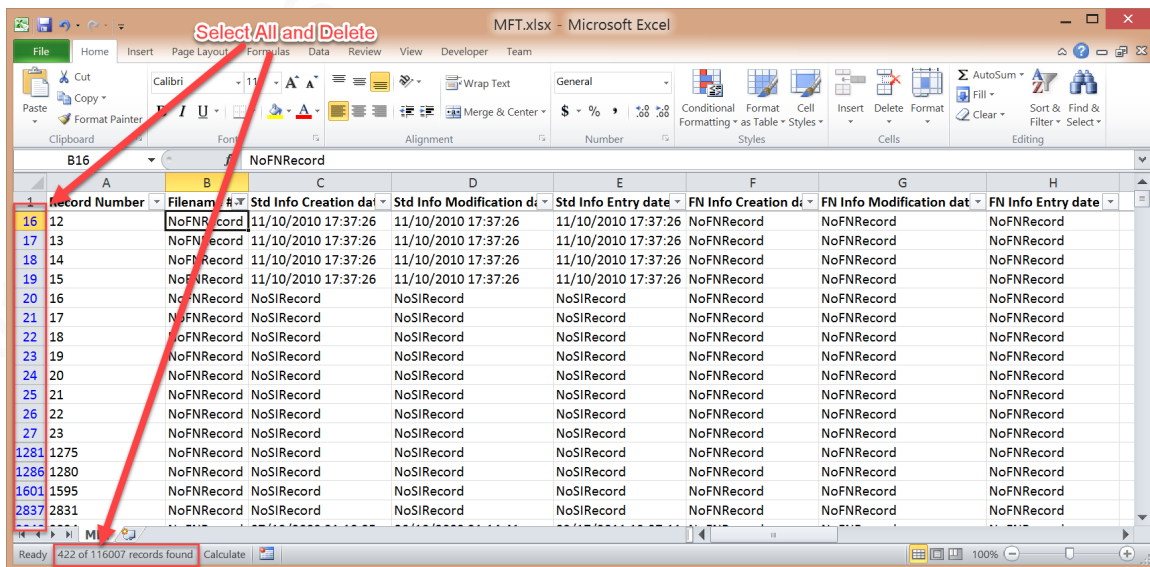 MFT.xlsx - Microsoft Excel
Select All and Delete
File Home Insert Page Layout Formulas Data Review View Developer Team
Cut Calibri 11 A A Wrap Text General AutoSum
Copy Fill
Paste Format Painter B I U A Merge & Center $ % , .0 .00 .00 .0 Conditional Formatting Format as Table Cell Styles Insert Delete Format Clear Sort & Filter Find & Select
Clipboard Font Alignment Number Styles Cells Editing
B16 NoFNRecord
A B C D E F G H
1 Record Number Filename # Std Info Creation dat Std Info Modification da Std Info Entry date FN Info Creation da FN Info Modification dat FN Info Entry date
16 12 NoFNRecord 11/10/2010 17:37:26 11/10/2010 17:37:26 11/10/2010 17:37:26 NoFNRecord NoFNRecord NoFNRecord
17 13 NoFNRecord 11/10/2010 17:37:26 11/10/2010 17:37:26 11/10/2010 17:37:26 NoFNRecord NoFNRecord NoFNRecord
18 14 NoFNRecord 11/10/2010 17:37:26 11/10/2010 17:37:26 11/10/2010 17:37:26 NoFNRecord NoFNRecord NoFNRecord
19 15 NoFNRecord 11/10/2010 17:37:26 11/10/2010 17:37:26 11/10/2010 17:37:26 NoFNRecord NoFNRecord NoFNRecord
20 16 NoFNRecord NoSIRecord NoSIRecord NoSIRecord NoFNRecord NoFNRecord NoFNRecord
21 17 NoFNRecord NoSIRecord NoSIRecord NoSIRecord NoFNRecord NoFNRecord NoFNRecord
22 18 NoFNRecord NoSIRecord NoSIRecord NoSIRecord NoFNRecord NoFNRecord NoFNRecord
23 19 NoFNRecord NoSIRecord NoSIRecord NoSIRecord NoFNRecord NoFNRecord NoFNRecord
24 20 NoFNRecord NoSIRecord NoSIRecord NoSIRecord NoFNRecord NoFNRecord NoFNRecord
25 21 NoFNRecord NoSIRecord NoSIRecord NoSIRecord NoFNRecord NoFNRecord NoFNRecord
26 22 NoFNRecord NoSIRecord NoSIRecord NoSIRecord NoFNRecord NoFNRecord NoFNRecord
27 23 NoFNRecord NoSIRecord NoSIRecord NoSIRecord NoFNRecord NoFNRecord NoFNRecord
1281 1275 NoFNRecord NoSIRecord NoSIRecord NoSIRecord NoFNRecord NoFNRecord NoFNRecord
1286 1280 NoFNRecord NoSIRecord NoSIRecord NoSIRecord NoFNRecord NoFNRecord NoFNRecord
1601 1595 NoFNRecord NoSIRecord NoSIRecord NoSIRecord NoFNRecord NoFNRecord NoFNRecord
2837 2831 NoFNRecord NoSIRecord NoSIRecord NoSIRecord NoFNRecord NoFNRecord NoFNRecord
Ready 422 of 116007 records found Calculate 100%